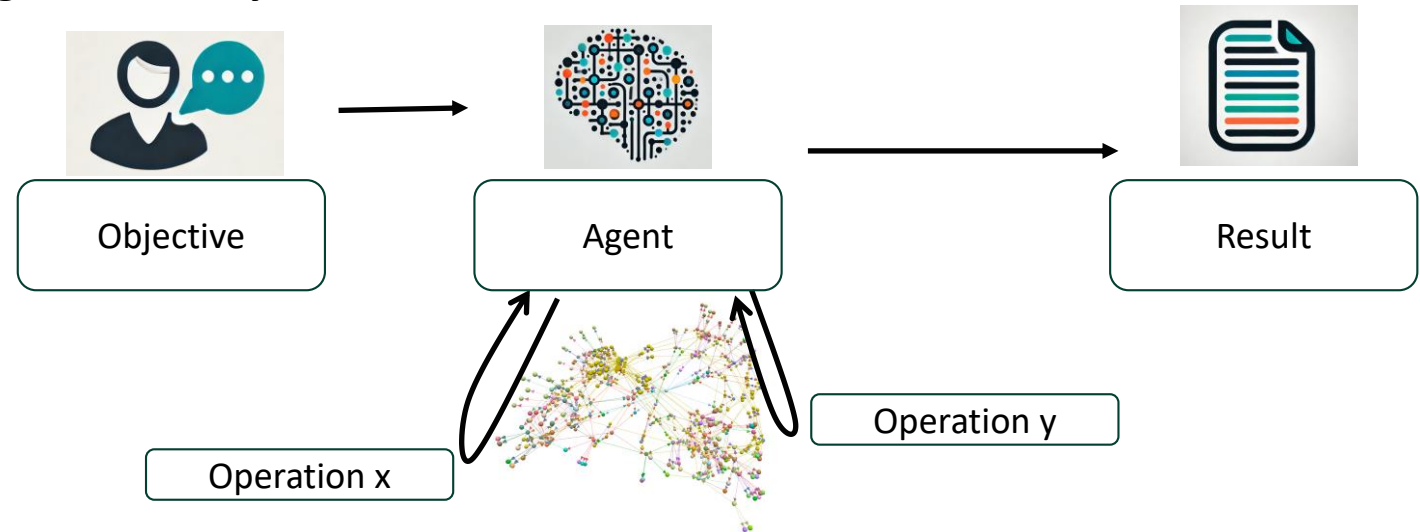 Objective
Agent
Result
Operation y
Operation x